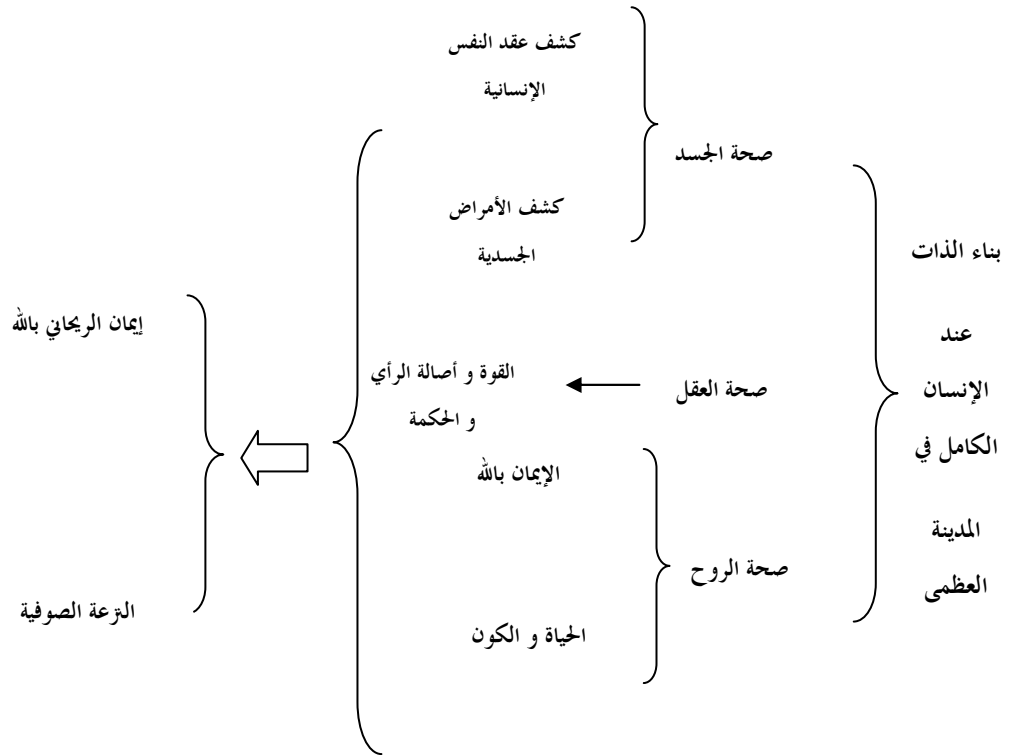 بناء الذات
عند
الإنسان
الكامل في
المدينة
العظمى
صحة الجسد
كشف عقد النفس
الإنسانية
كشف الأمراض
الجسدية
صحة العقل
القوة و أصالة الرأي
و الحكمة
صحة الروح
الإيمان بالله
الحياة و الكون
إيمان الريحاني بالله
النزعة الصوفية